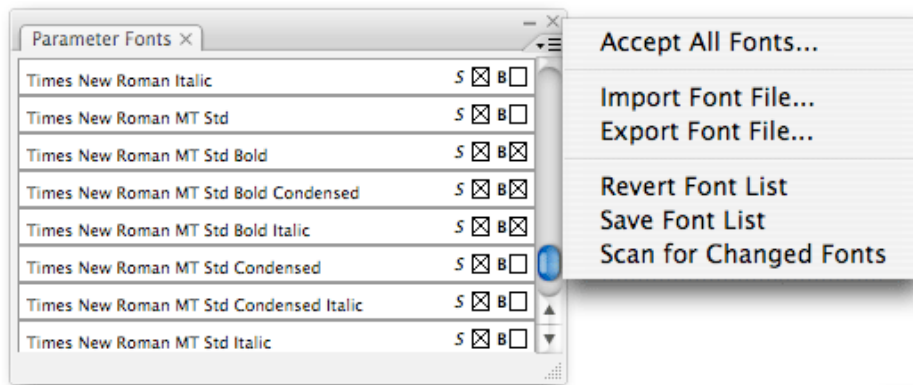 Parameter Fonts
Times New Roman Italic S B
Times New Roman MT Std S B
Times New Roman MT Std Bold S B
Times New Roman MT Std Bold Condensed S B
Times New Roman MT Std Bold Italic S B
Times New Roman MT Std Condensed S B
Times New Roman MT Std Condensed Italic S B
Times New Roman MT Std Italic S B
Accept All Fonts...
Import Font File...
Export Font File...
Revert Font List
Save Font List
Scan for Changed Fonts